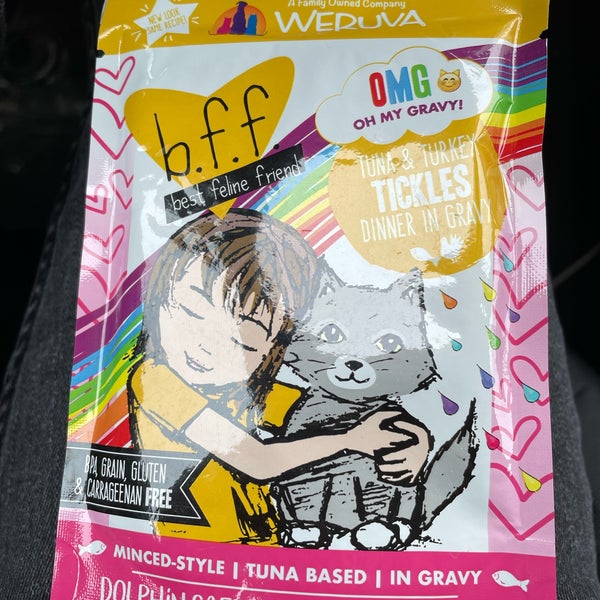 A Family Owned Company
WERUVA
NEW LOOK
SAME RECIPE!
b.f.f.
best feline friend
OMG
OH MY GRAVY!
TUNA & TURKEY
TICKLES
DINNER IN GRAVY
BPA, GRAIN, GLUTEN
& CARRAGEENAN FREE
MINCED-STYLE | TUNA BASED | IN GRAVY
DOLPHIN